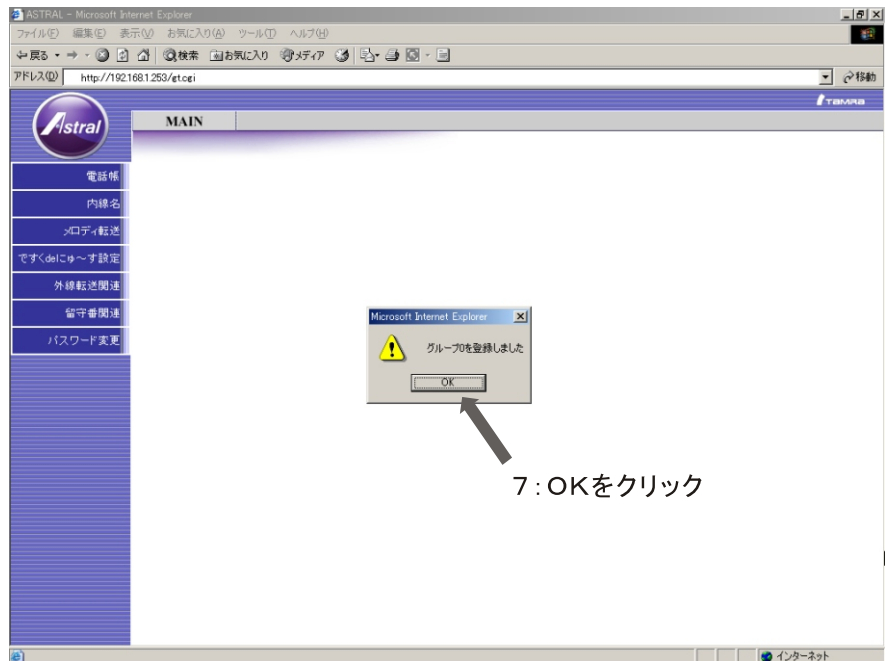 ASTRAL - Microsoft Internet Explorer
ファイル(F) 編集(E) 表示(V) お気に入り(A) ツール(T) ヘルプ(H)
戻る 検索 お気に入り メディア
アドレス(D) http://192.168.1.253/gt.cgi 移動
TAMRA
Astral
MAIN
電話帳
内線名
メロディ転送
ですくdelにゅ～す設定
外線転送関連
留守番関連
パスワード変更
Microsoft Internet Explorer
グループ0を登録しました
OK
7:OKをクリック
インターネット